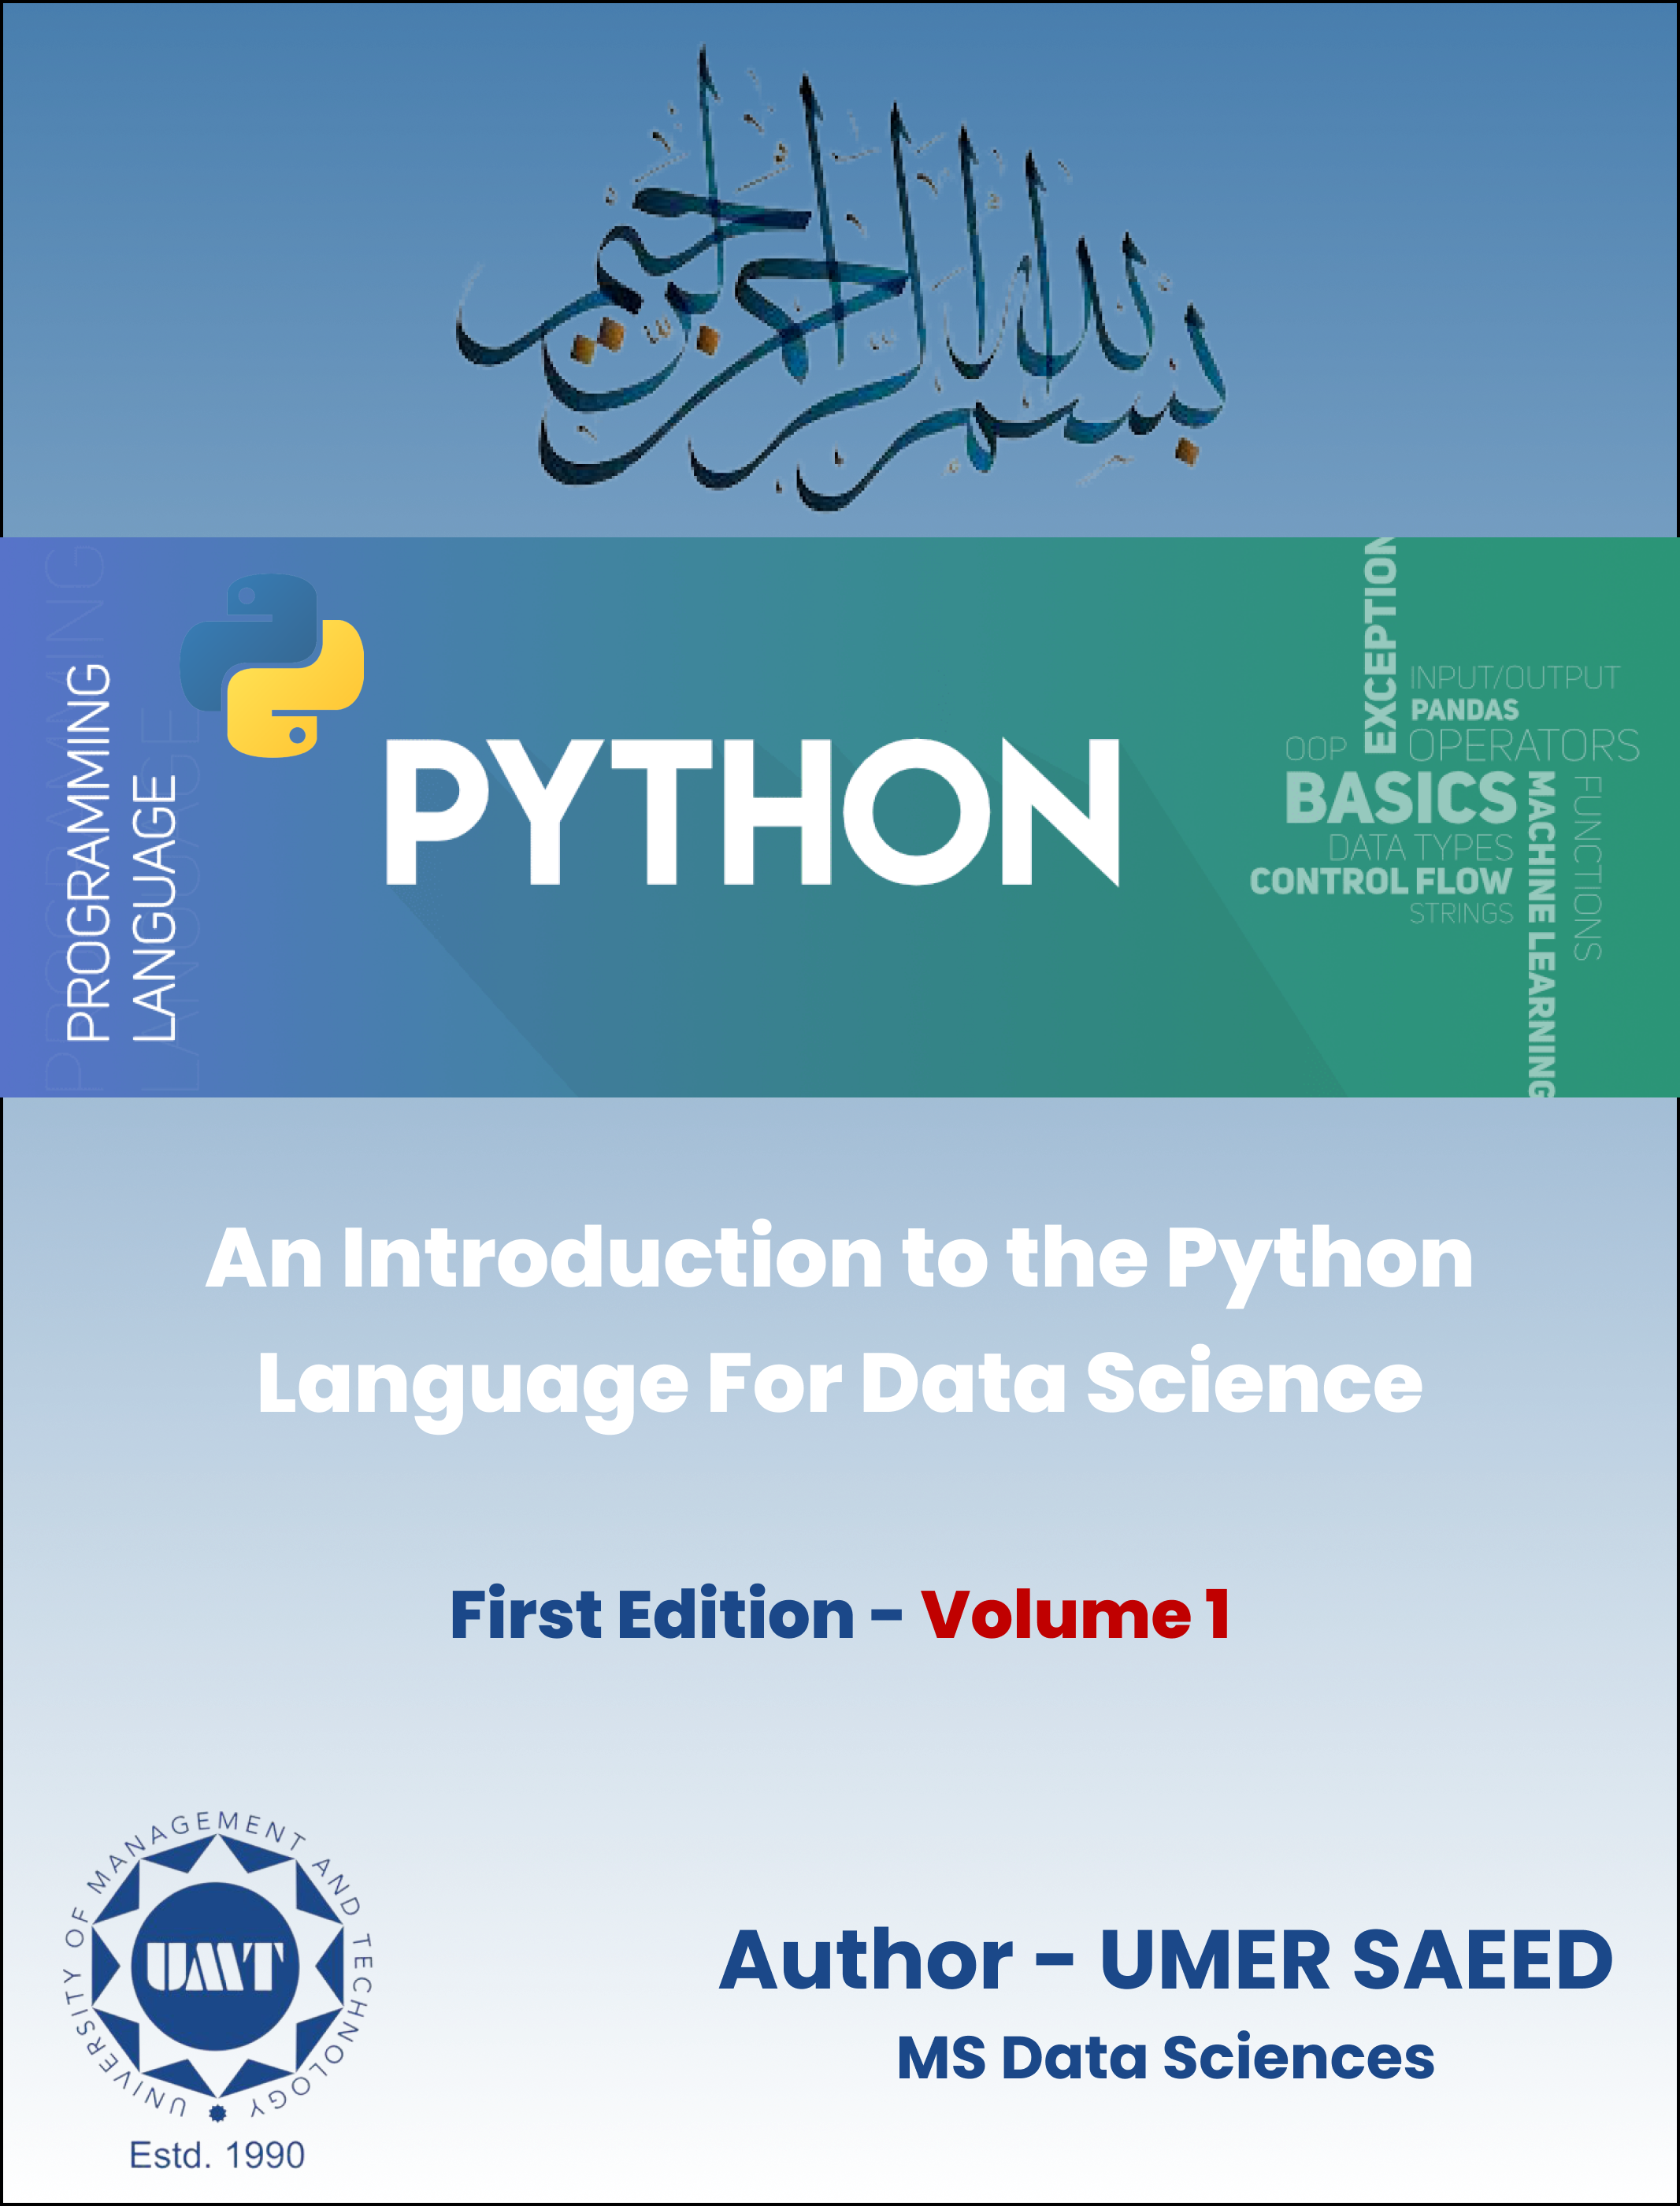 بسم الله الرحمن الرحيم
PROGRAMMING
LANGUAGE
PYTHON
EXCEPTION
INPUT/OUTPUT
PANDAS
OOP
OPERATORS
BASICS
DATA TYPES
CONTROL FLOW
STRINGS
MACHINE LEARNING
FUNCTIONS
An Introduction to the Python
Language For Data Science
First Edition – Volume 1
UNIVERSITY OF MANAGEMENT AND TECHNOLOGY
UMT
Estd. 1990
Author – UMER SAEED
MS Data Sciences